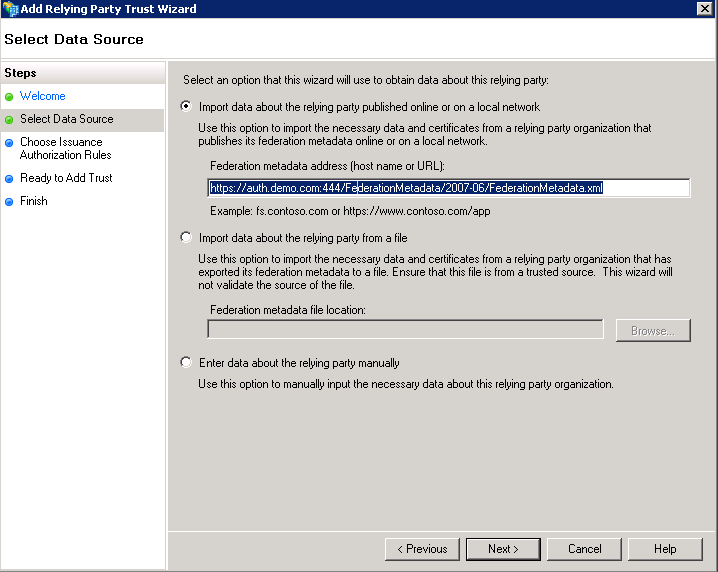 Add Relying Party Trust Wizard
Select Data Source
Steps
Welcome
Select Data Source
Choose Issuance
Authorization Rules
Ready to Add Trust
Finish
Select an option that this wizard will use to obtain data about this relying party:
Import data about the relying party published online or on a local network
Use this option to import the necessary data and certificates from a relying party organization that
publishes its federation metadata online or on a local network.
Federation metadata address (host name or URL):
https://auth.demo.com:444/FederationMetadata/2007-06/FederationMetadata.xml
Example: fs.contoso.com or https://www.contoso.com/app
Import data about the relying party from a file
Use this option to import the necessary data and certificates from a relying party organization that has
exported its federation metadata to a file. Ensure that this file is from a trusted source.  This wizard will
not validate the source of the file.
Federation metadata file location:
Browse...
Enter data about the relying party manually
Use this option to manually input the necessary data about this relying party organization.
< Previous
Next >
Cancel
Help